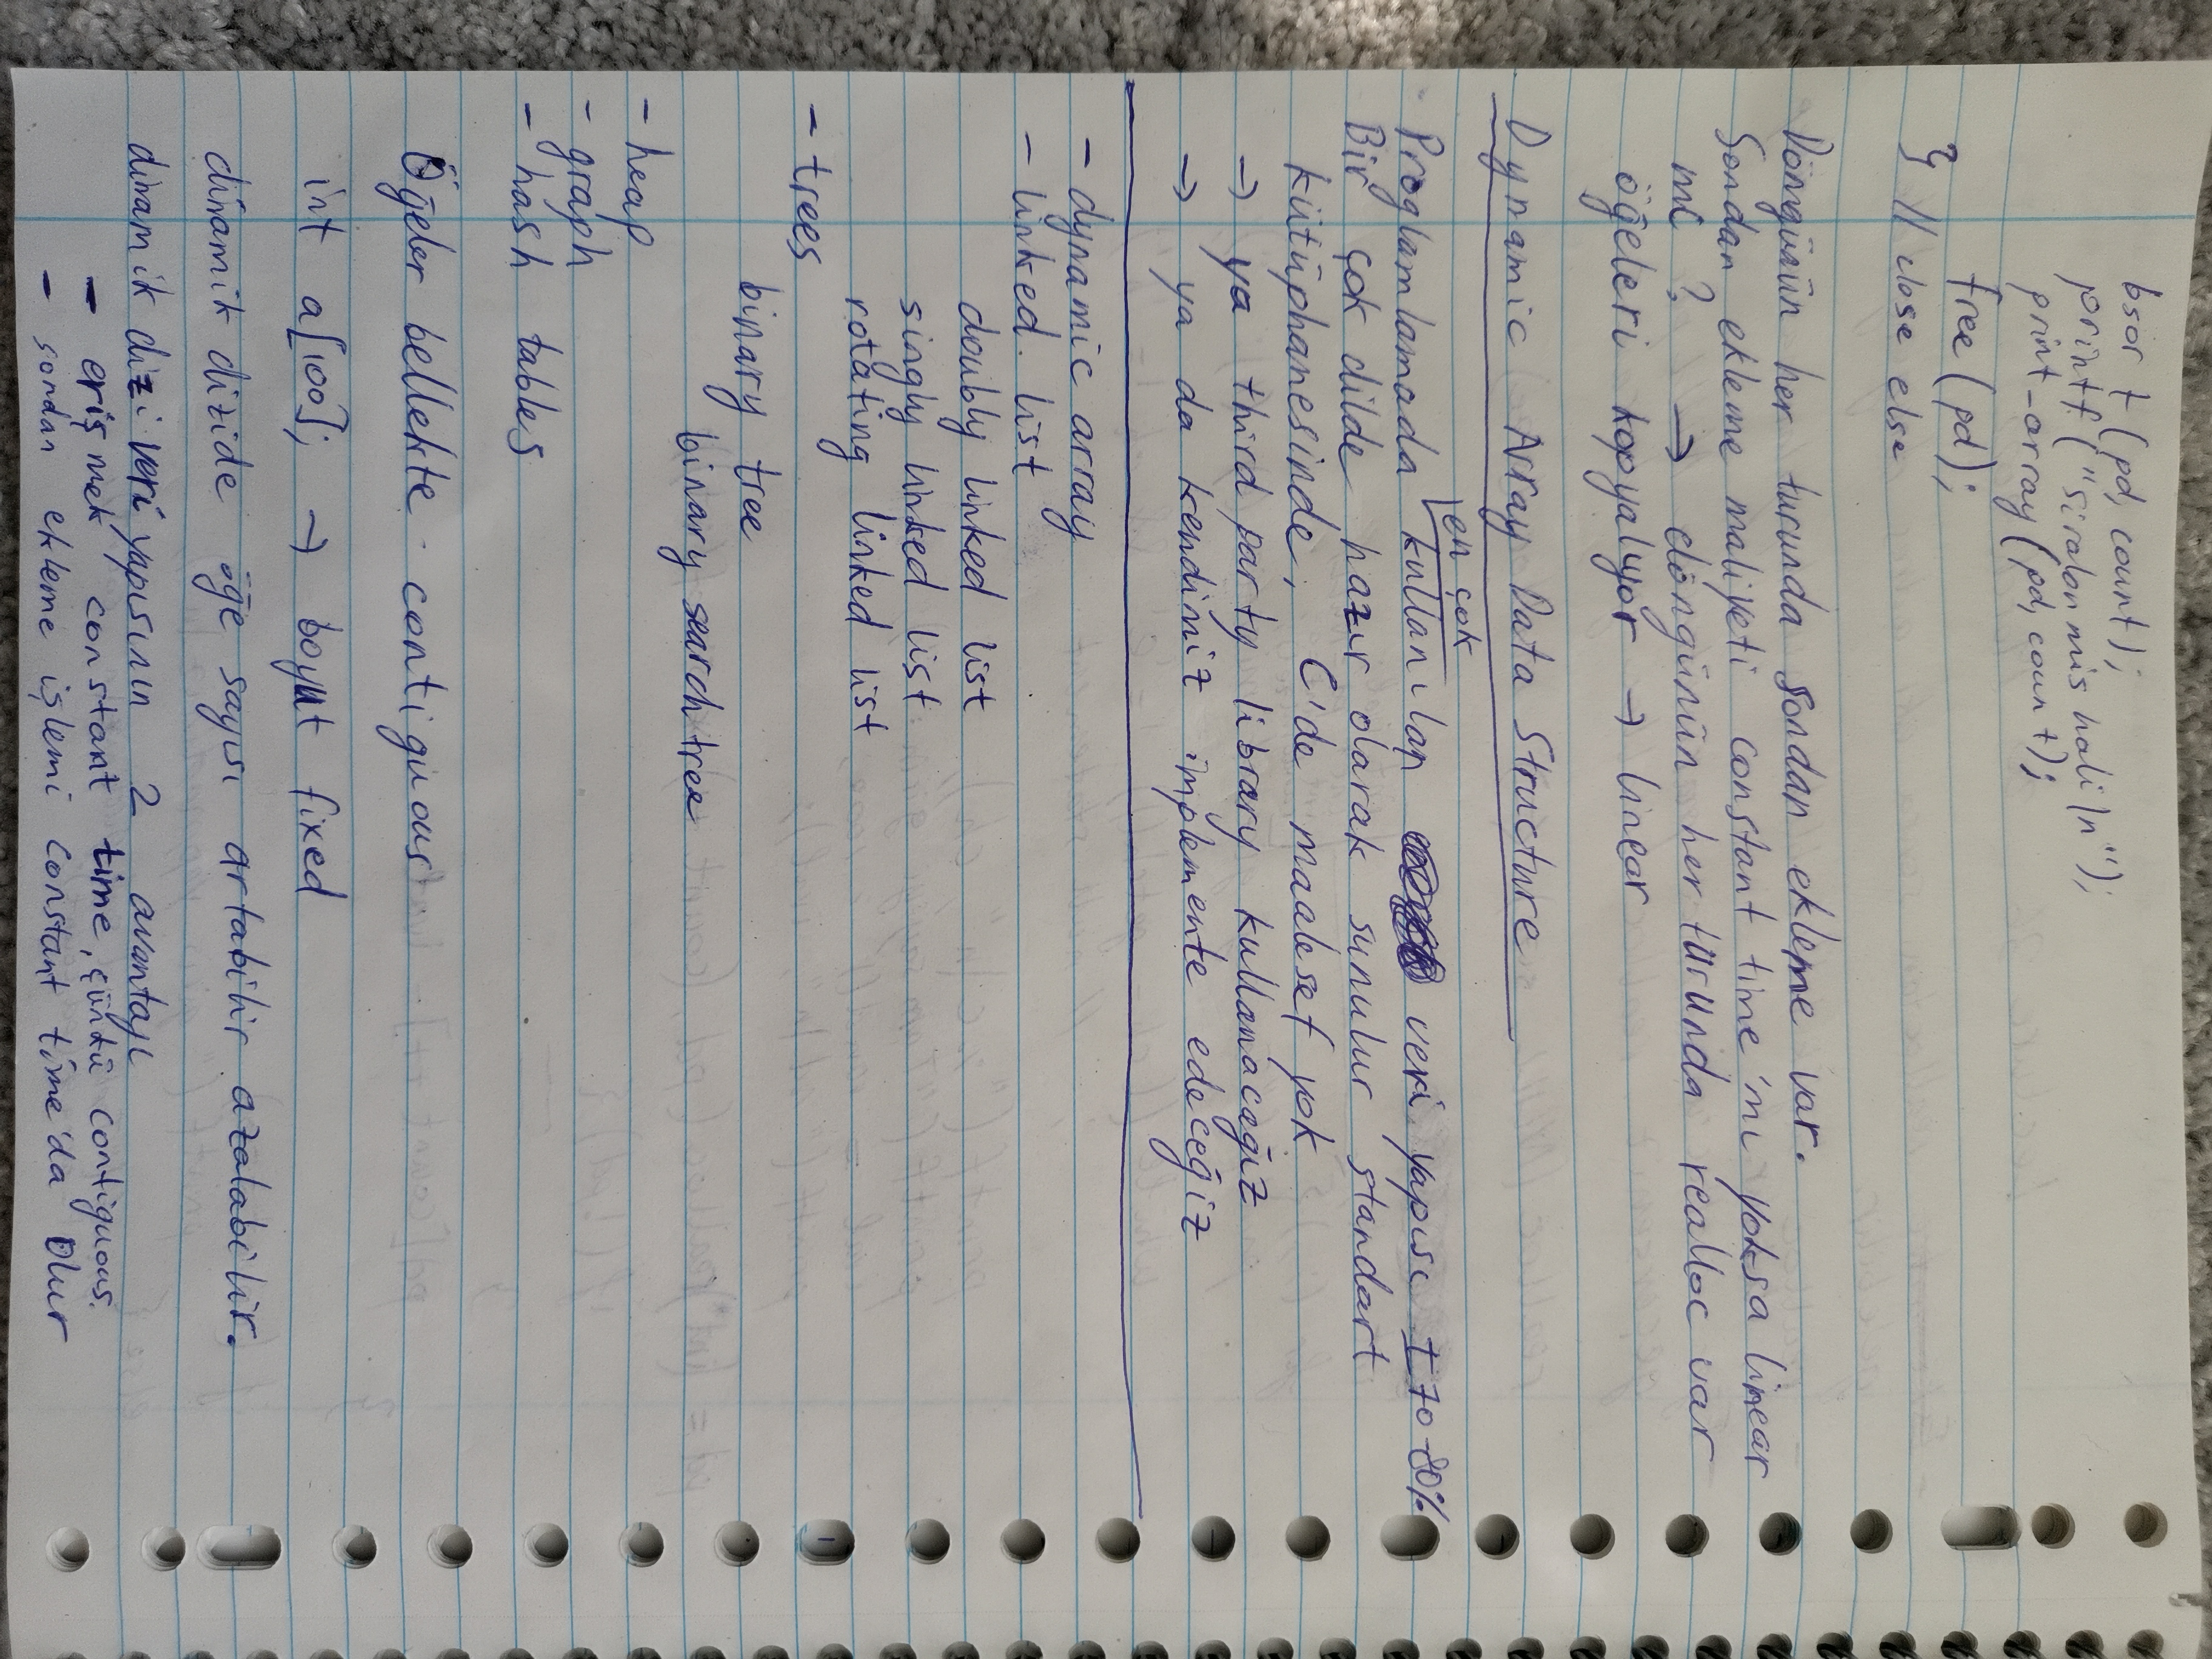 bsort(pd, count);
printf("siralanmis hali\n");
print_array(pd, count);
free(pd);
} // close else
Döngünün her turunda sondan ekleme var.
Sondan ekleme maliyeti constant time'mı yoksa linear
mi ? → döngünün her turunda realloc var
öğeleri kopyalıyor → linear
Dynamic Array Data Structure
en çok
Proglamlamada kullanılan veri yapısı ±70-80%
Bir çok dilde hazır olarak sunulur standart
kütüphanesinde, C'de maalesef yok
→ ya third party library kullanacağız
→ ya da kendimiz implemente edeceğiz
- dynamic array
- linked list
doubly linked list
singly linked list
rotating linked list
- trees
binary tree
binary search tree
- heap
- graph
- hash tables
Öğeler bellekte contiguous
int a[100]; → boyut fixed
dinamik dizide öğe sayısı artabilir azalabilir.
dinamik dizi veri yapısının 2 avantajı
- erişmek constant time, çünkü contiguous.
- sondan ekleme işlemi constant time'da olur